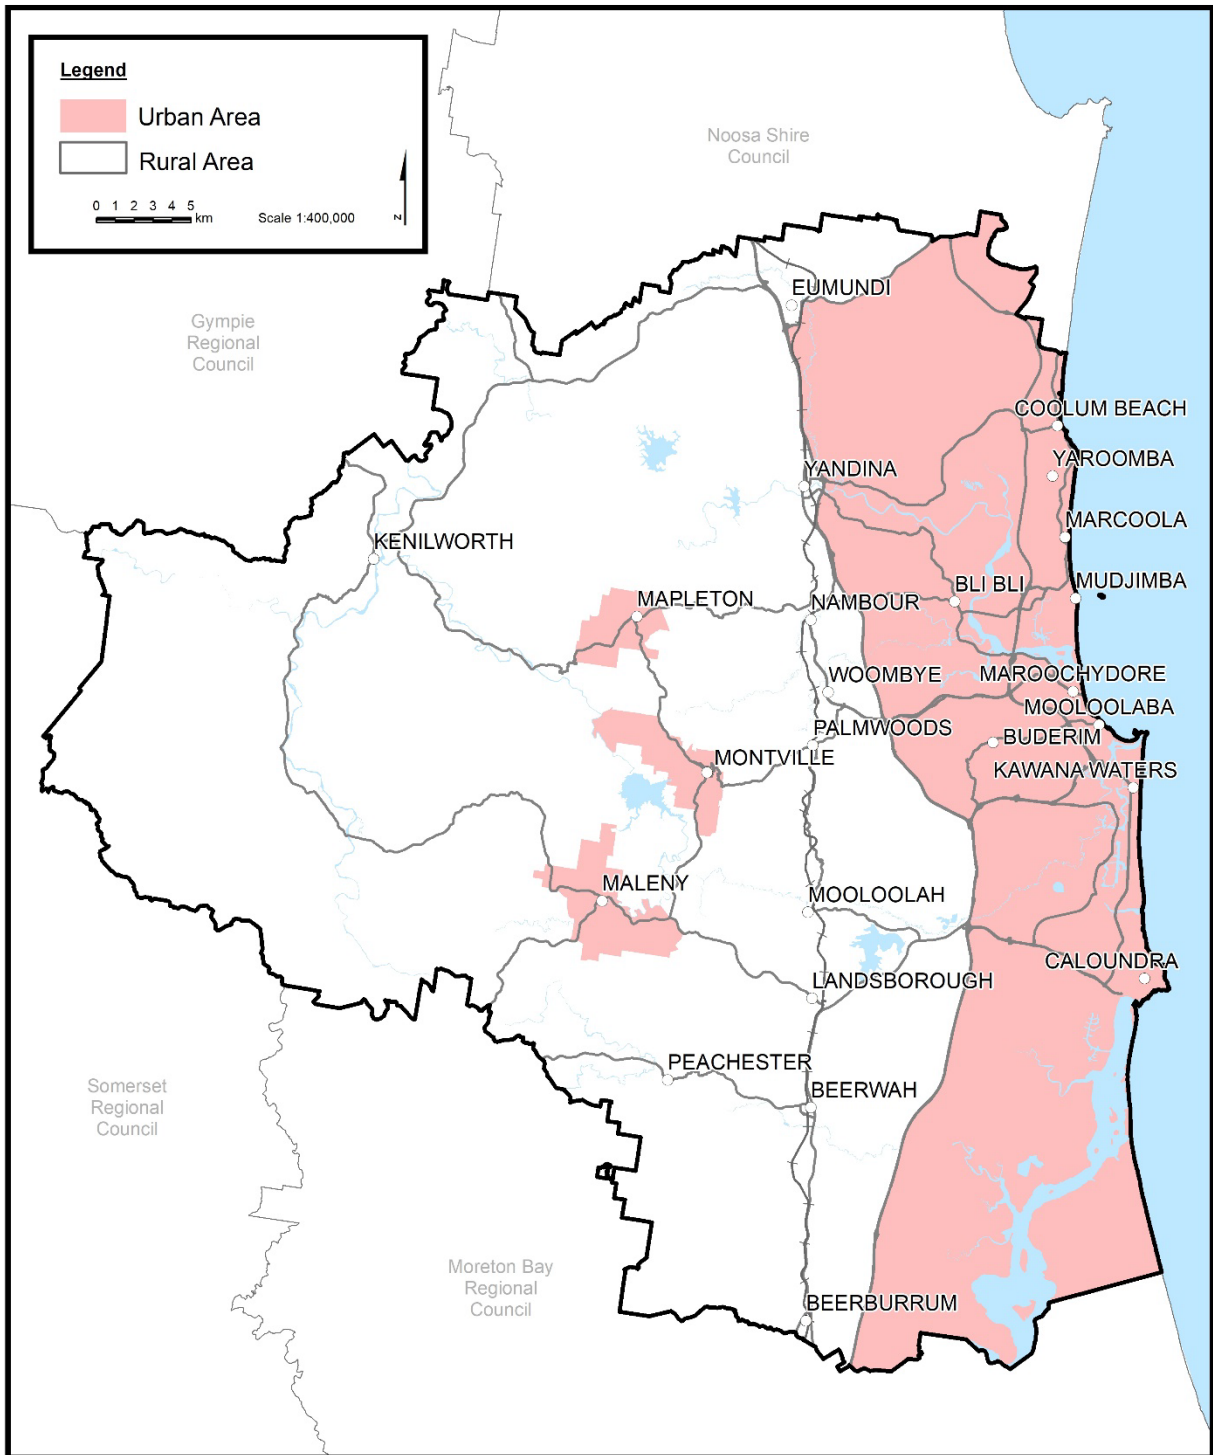 Legend
Urban Area
Rural Area
0 1 2 3 4 5
km
Scale 1:400,000
N
Noosa Shire
Council
Gympie
Regional
Council
EUMUNDI
COOLUM BEACH
YAROOMBA
YANDINA
MARCOOLA
KENILWORTH
BLI BLI
MUDJIMBA
MAPLETON
NAMBOUR
WOOMBYE
MAROOCHYDORE
MOOLOOLABA
PALMWOODS
BUDERIM
MONTVILLE
KAWANA WATERS
MALENY
MOOLOOLAH
CALOUNDRA
LANDSBOROUGH
PEACHESTER
BEERWAH
Somerset
Regional
Council
Moreton Bay
Regional
Council
BEERBURRUM